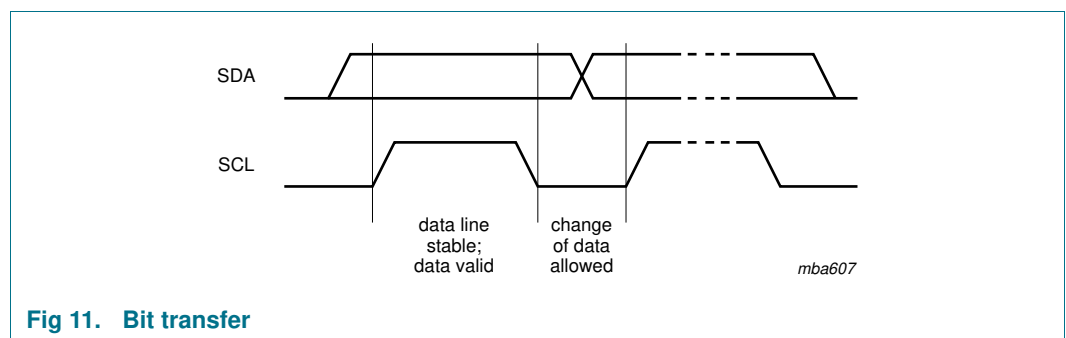 SDA
SCL
data line
stable;
data valid
change
of data
allowed
mba607
Fig 11. Bit transfer